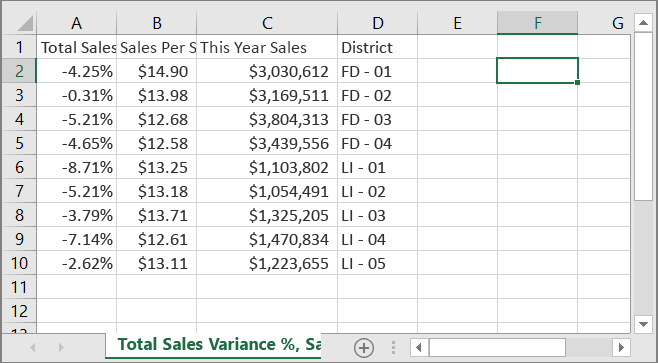 A B C D E F G
1 Total Sales Sales Per S This Year Sales District
2 -4.25% $14.90 $3,030,612 FD - 01
3 -0.31% $13.98 $3,169,511 FD - 02
4 -5.21% $12.68 $3,804,313 FD - 03
5 -4.65% $12.58 $3,439,556 FD - 04
6 -8.71% $13.25 $1,103,802 LI - 01
7 -5.21% $13.18 $1,054,491 LI - 02
8 -3.79% $13.71 $1,325,205 LI - 03
9 -7.14% $12.61 $1,470,834 LI - 04
10 -2.62% $13.11 $1,223,655 LI - 05
11
12
Total Sales Variance %, Sa